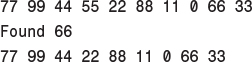 77 99 44 55 22 88 11 0 66 33
Found 66
77 99 44 22 88 11 0 66 33